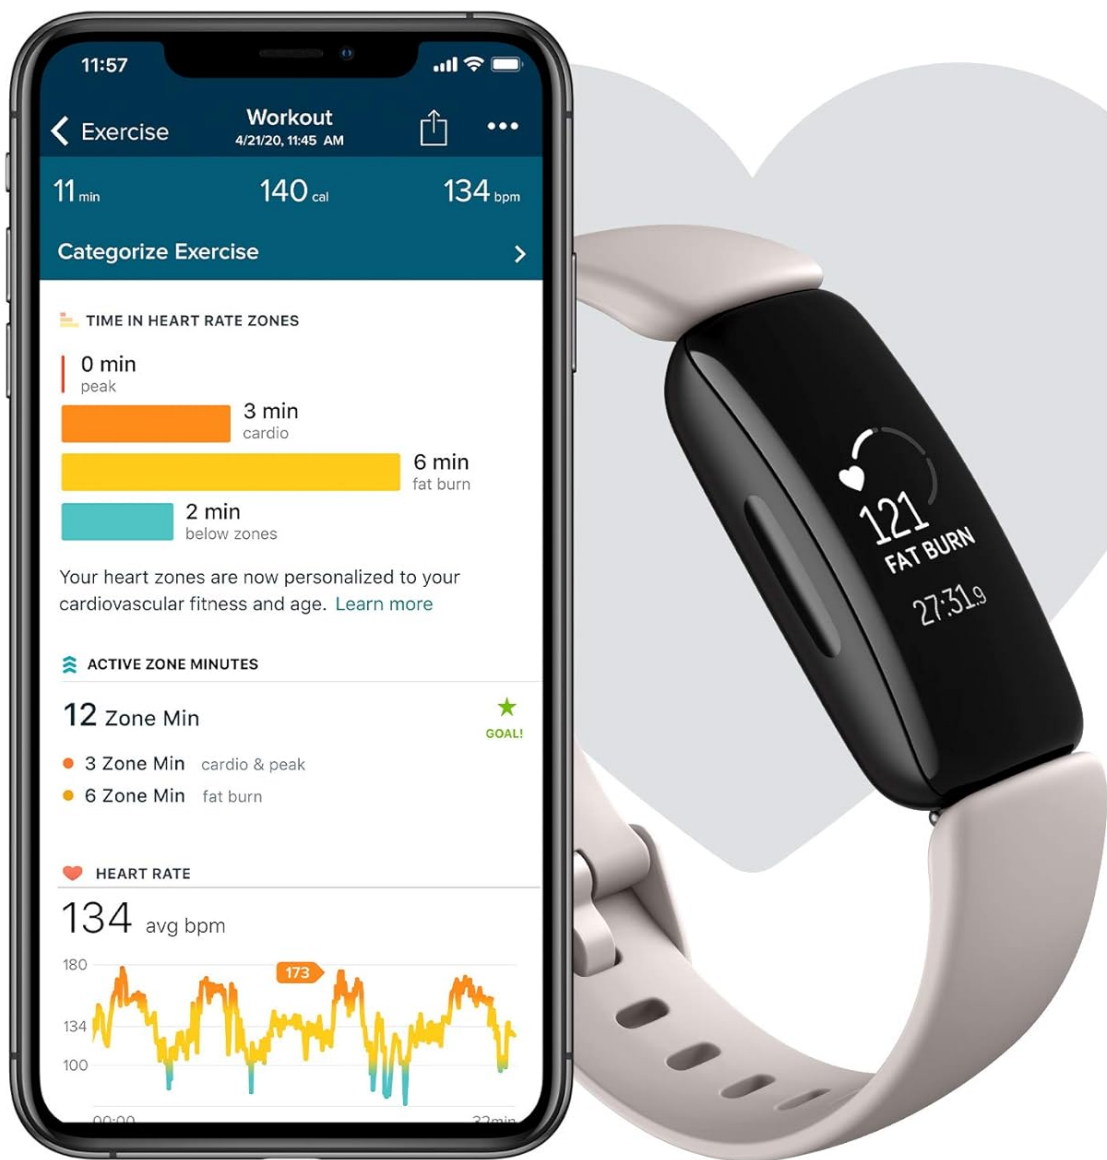 11:57
Exercise
Workout
4/21/20, 11:45 AM
11 min
140 cal
134 bpm
Categorize Exercise
TIME IN HEART RATE ZONES
0 min
peak
3 min
cardio
6 min
fat burn
2 min
below zones
Your heart zones are now personalized to your
cardiovascular fitness and age. Learn more
ACTIVE ZONE MINUTES
12 Zone Min
GOAL!
3 Zone Min cardio & peak
6 Zone Min fat burn
HEART RATE
134 avg bpm
180
173
134
100
00:00
32min
121
FAT BURN
27:31.9